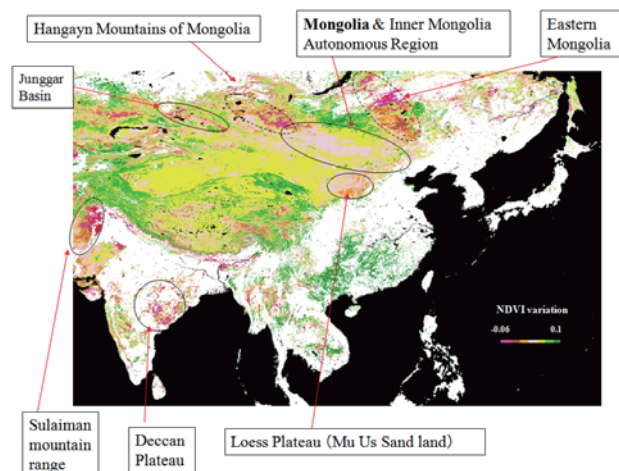 Hangayn Mountains of Mongolia
Mongolia & Inner Mongolia
Autonomous Region
Eastern
Mongolia
Junggar
Basin
NDVI variation
-0.06 0.1
Sulaiman
mountain
range
Deccan
Plateau
Loess Plateau (Mu Us Sand land)